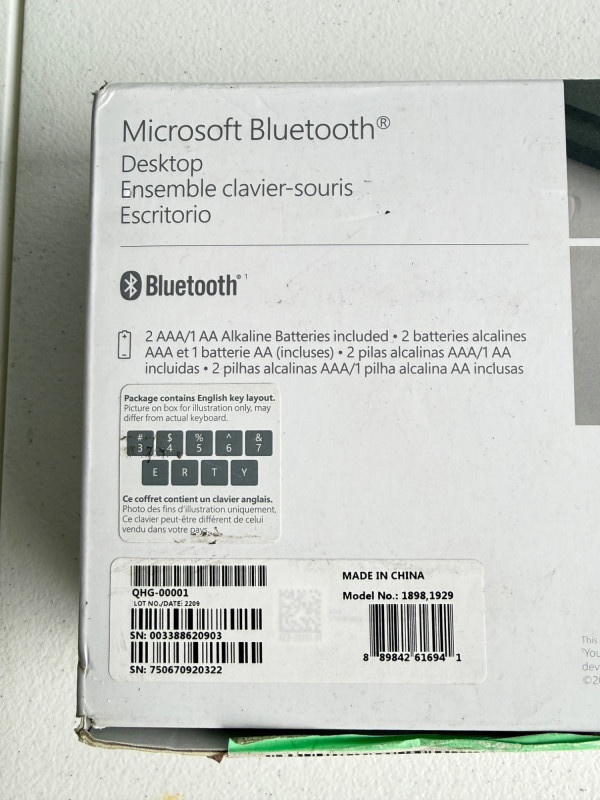 Microsoft Bluetooth®
Desktop
Ensemble clavier-souris
Escritorio
Bluetooth® 1
2 AAA/1 AA Alkaline Batteries included • 2 batteries alcalines
AAA et 1 batterie AA (incluses) • 2 pilas alcalinas AAA/1 AA
incluidas • 2 pilhas alcalinas AAA/1 pilha alcalina AA inclusas
Package contains English key layout.
Picture on box for illustration only, may
differ from actual keyboard.
# $ % ^ &
3 4 5 6 7
E R T Y
Ce coffret contient un clavier anglais.
Photo des fins d'illustration uniquement.
Ce clavier peut-être différent de celui
vendu dans votre pays.
QHG-00001
LOT NO./DATE: 2209
SN: 003388620903
SN: 750670920322
MADE IN CHINA
Model No.: 1898,1929
8 89842 61694 1
This
¹You
dev
©20